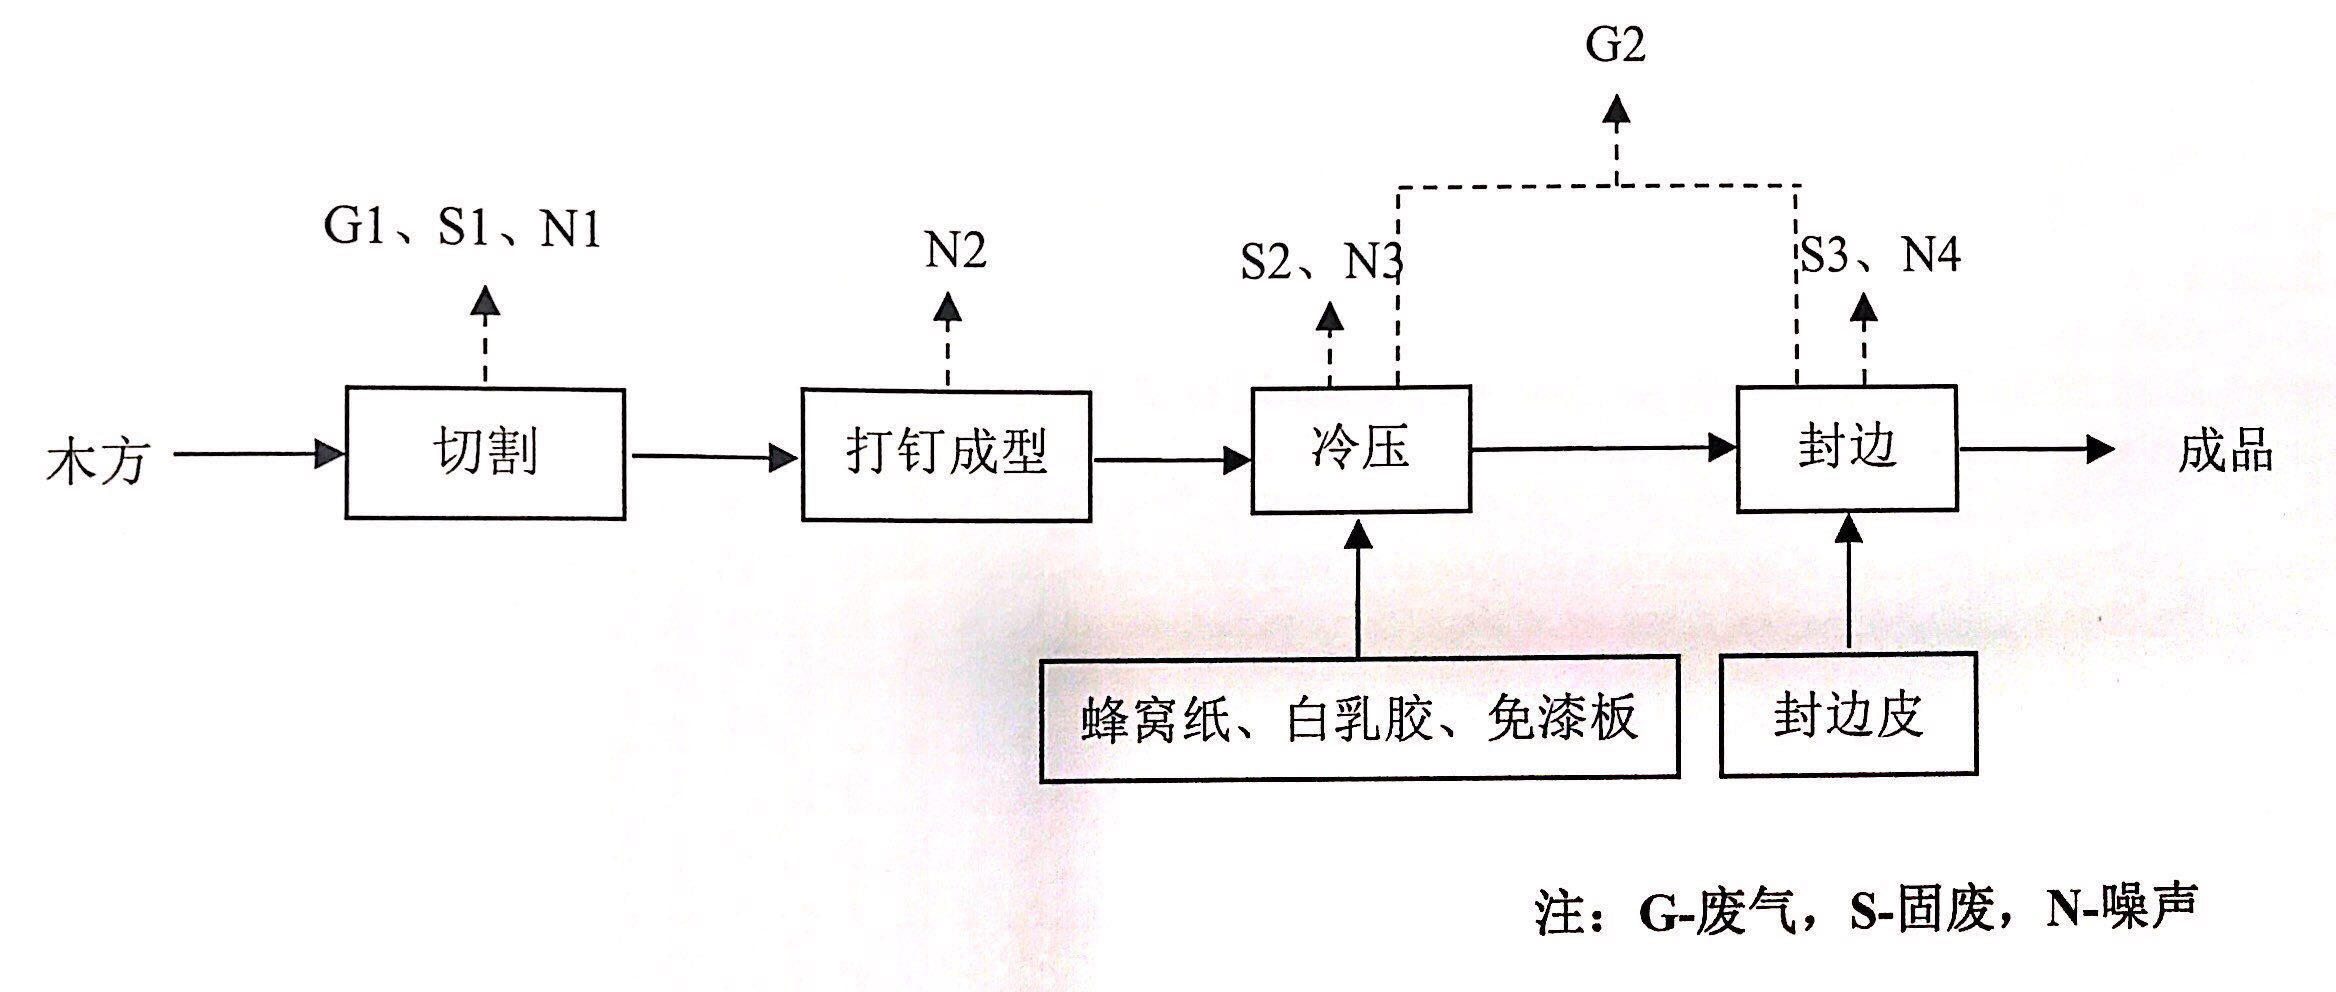 G2
G1、S1、N1
N2
S2、N3
S3、N4
木方
切割
打钉成型
冷压
封边
成品
蜂窝纸、白乳胶、免漆板
封边皮
注：G-废气，S-固废，N-噪声